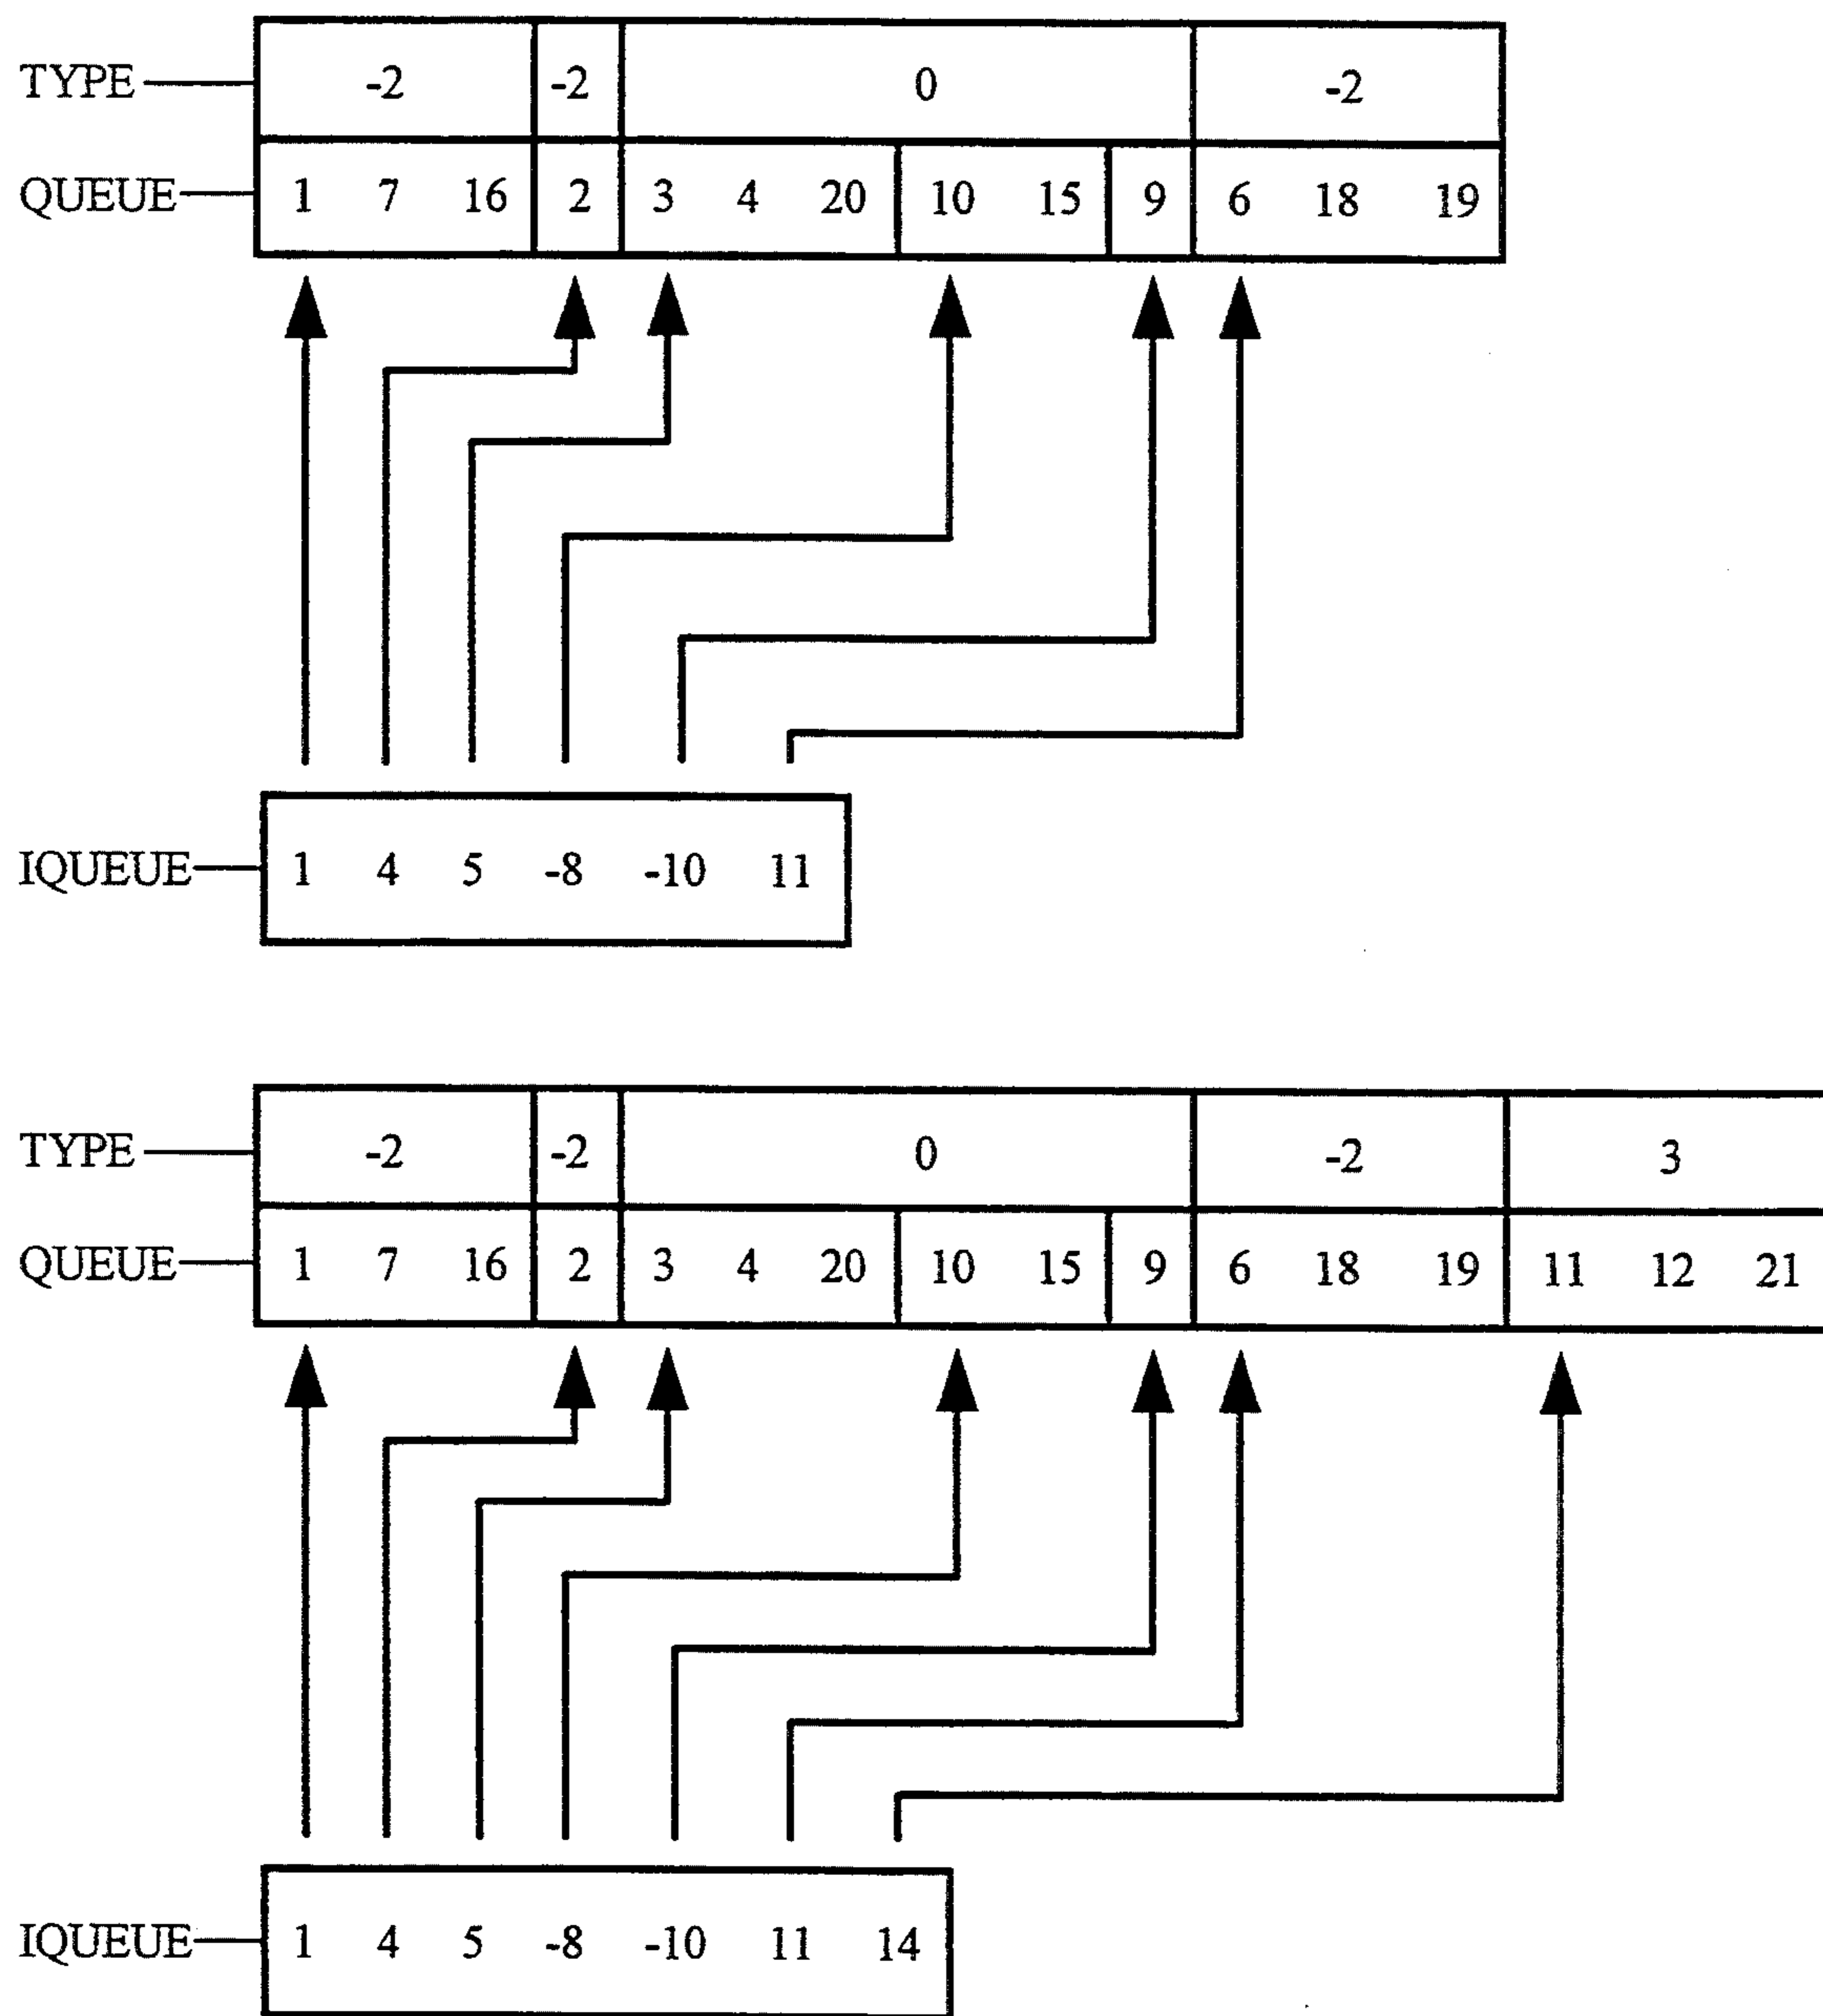 TYPE -2 -2 0 -2
QUEUE 1 7 16 2 3 4 20 10 15 9 6 18 19
IQUEUE 1 4 5 -8 -10 11
TYPE -2 -2 0 -2 3
QUEUE 1 7 16 2 3 4 20 10 15 9 6 18 19 11 12 21
IQUEUE 1 4 5 -8 -10 11 14